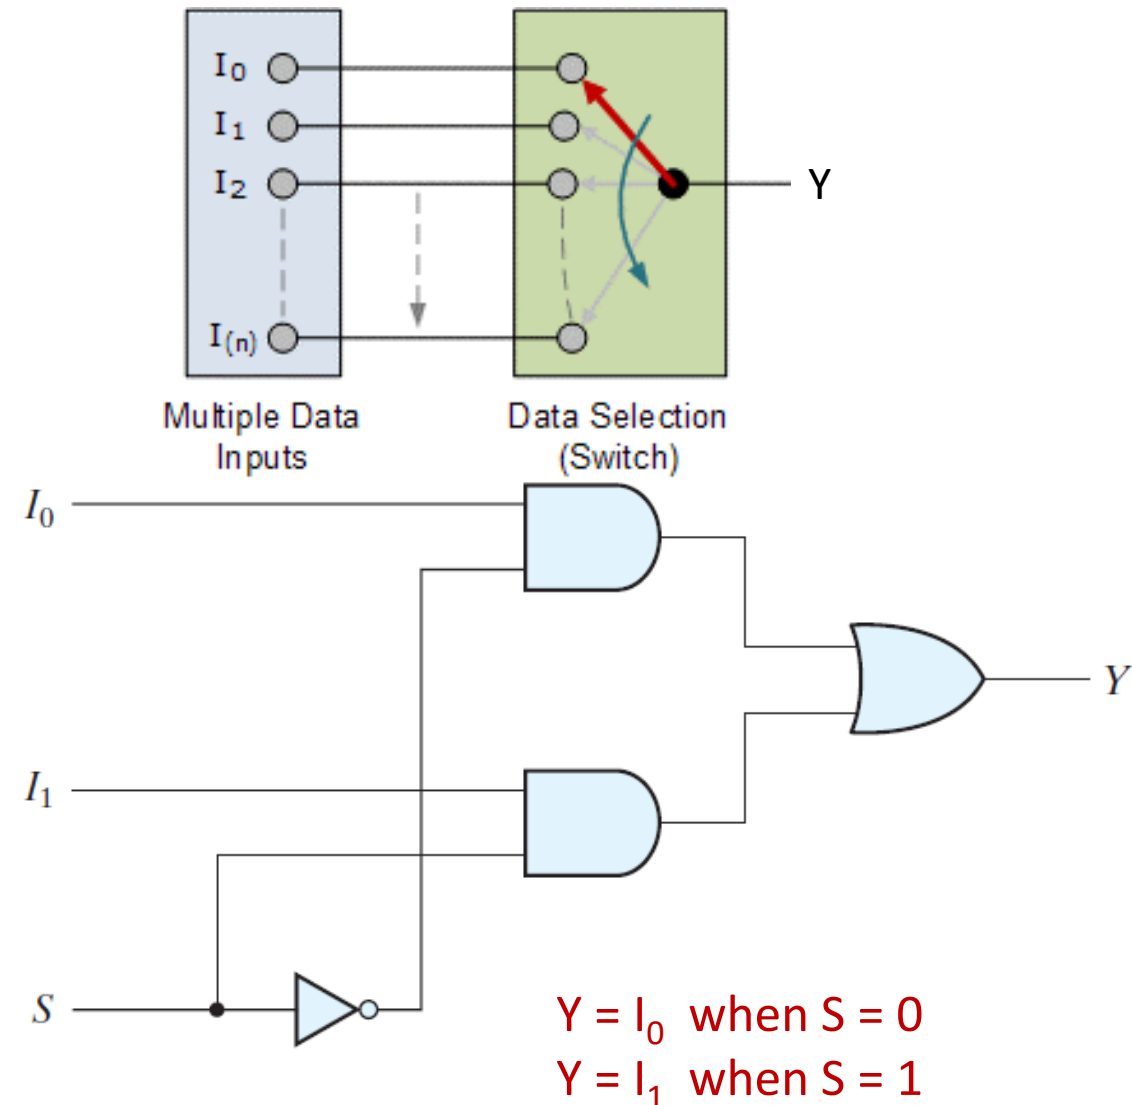 I0
I1
I2
Y
I(n)
Multiple Data
Inputs
Data Selection
(Switch)
I0
Y
I1
S
Y = I0 when S = 0
Y = I1 when S = 1